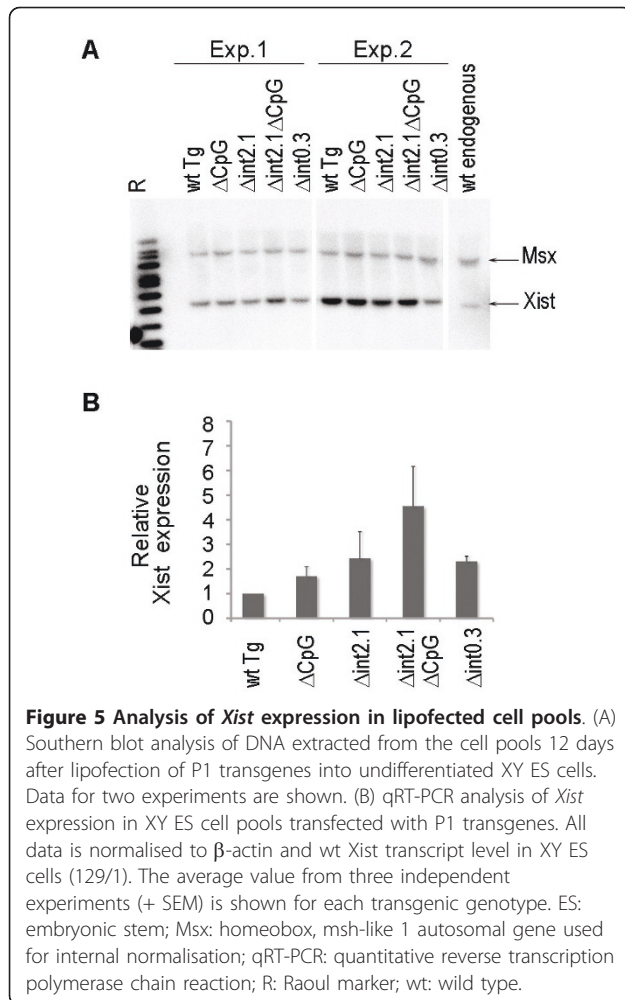 A
Exp.1
Exp.2
R
wt Tg
ΔCpG
Δint2.1
Δint2.1ΔCpG
Δint0.3
wt Tg
ΔCpG
Δint2.1
Δint2.1 ΔCpG
Δint0.3
wt endogenous
Msx
Xist
B
Relative
Xist expression
8
7
6
5
4
3
2
1
0
wt Tg
ΔCpG
Δint2.1
Δint2.1
ΔCpG
Δint0.3
Figure 5 Analysis of Xist expression in lipofected cell pools. (A)
Southern blot analysis of DNA extracted from the cell pools 12 days
after lipofection of P1 transgenes into undifferentiated XY ES cells.
Data for two experiments are shown. (B) qRT-PCR analysis of Xist
expression in XY ES cell pools transfected with P1 transgenes. All
data is normalised to β-actin and wt Xist transcript level in XY ES
cells (129/1). The average value from three independent
experiments (+ SEM) is shown for each transgenic genotype. ES:
embryonic stem; Msx: homeobox, msh-like 1 autosomal gene used
for internal normalisation; qRT-PCR: quantitative reverse transcription
polymerase chain reaction; R: Raoul marker; wt: wild type.